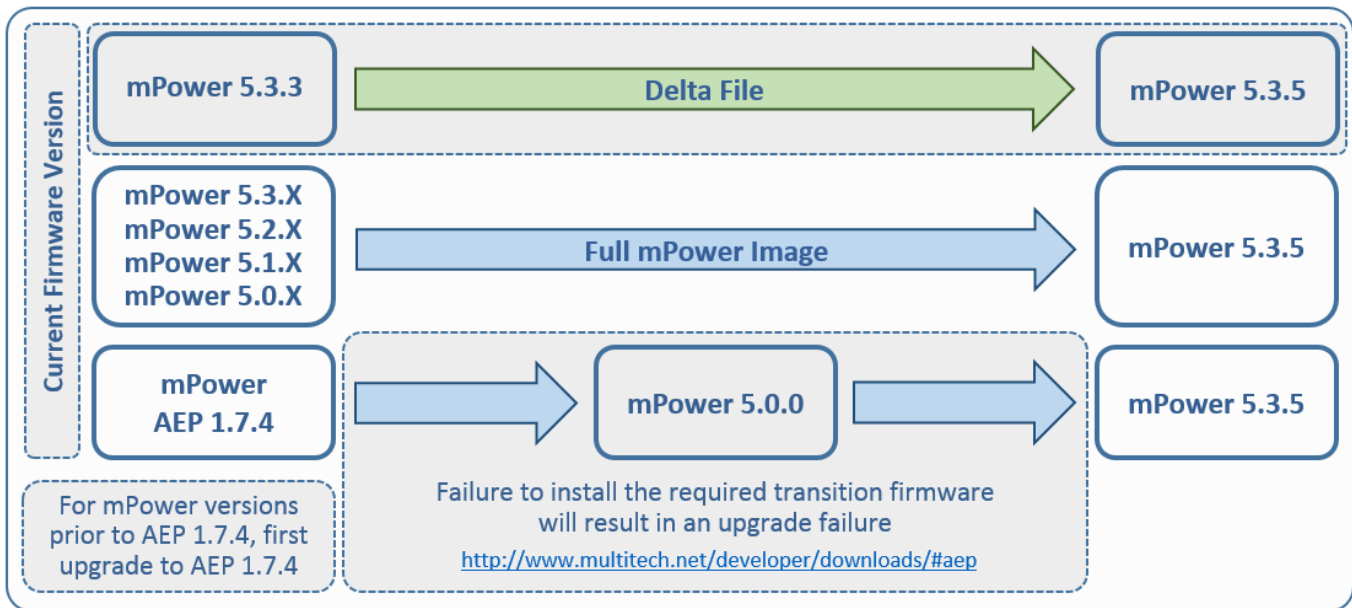 Current Firmware Version
mPower 5.3.3
Delta File
mPower 5.3.5
mPower 5.3.X
mPower 5.2.X
mPower 5.1.X
mPower 5.0.X
Full mPower Image
mPower 5.3.5
mPower
AEP 1.7.4
mPower 5.0.0
mPower 5.3.5
For mPower versions
prior to AEP 1.7.4, first
upgrade to AEP 1.7.4
Failure to install the required transition firmware
will result in an upgrade failure
http://www.multitech.net/developer/downloads/#aep